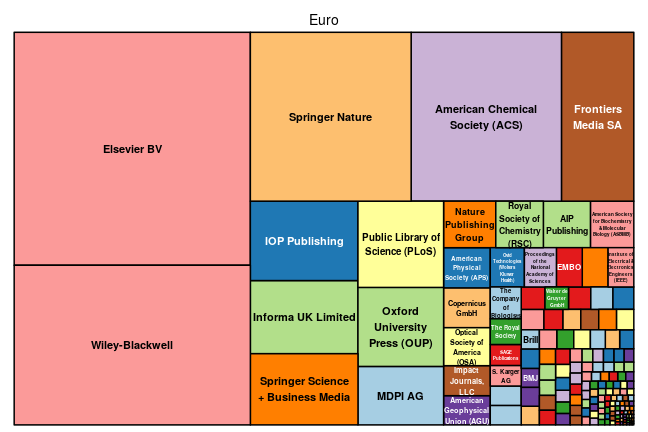 Euro
Elsevier BV
Wiley-Blackwell
Springer Nature
American Chemical
Society (ACS)
Frontiers
Media SA
IOP Publishing
Informa UK Limited
Springer Science
+ Business Media
Public Library of
Science (PLoS)
Oxford
University
Press (OUP)
MDPI AG
Nature
Publishing
Group
Royal
Society of
Chemistry
(RSC)
AIP
Publishing
American Society
for Biochemistry
& Molecular
Biology (ASBMB)
American
Physical
Society (APS)
Ovid
Technologies
(Wolters
Kluwer
Health)
Proceedings
of the
National
Academy of
Sciences
EMBO
Institute of
Electrical &
Electronics
Engineers
(IEEE)
Copernicus
GmbH
The
Company
of
Biologists
Walter de
Gruyter
GmbH
Optical
Society of
America
(OSA)
The Royal
Society
Brill
SAGE
Publications
Impact
Journals,
LLC
S. Karger
AG
BMJ
American
Geophysical
Union (AGU)